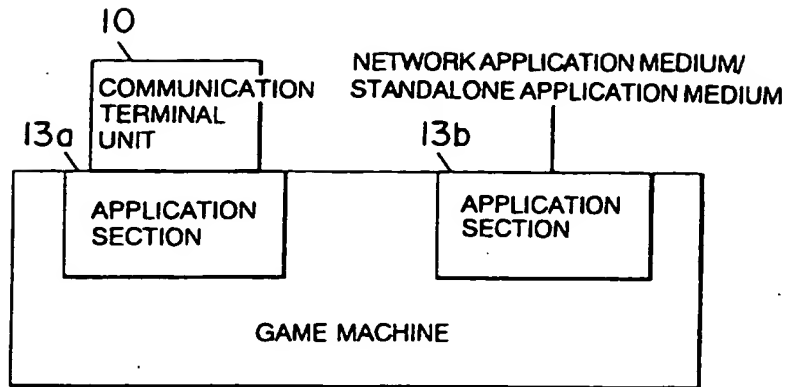 10
COMMUNICATION
TERMINAL
UNIT
NETWORK APPLICATION MEDIUM/
STANDALONE APPLICATION MEDIUM
13a
13b
APPLICATION
SECTION
APPLICATION
SECTION
GAME MACHINE